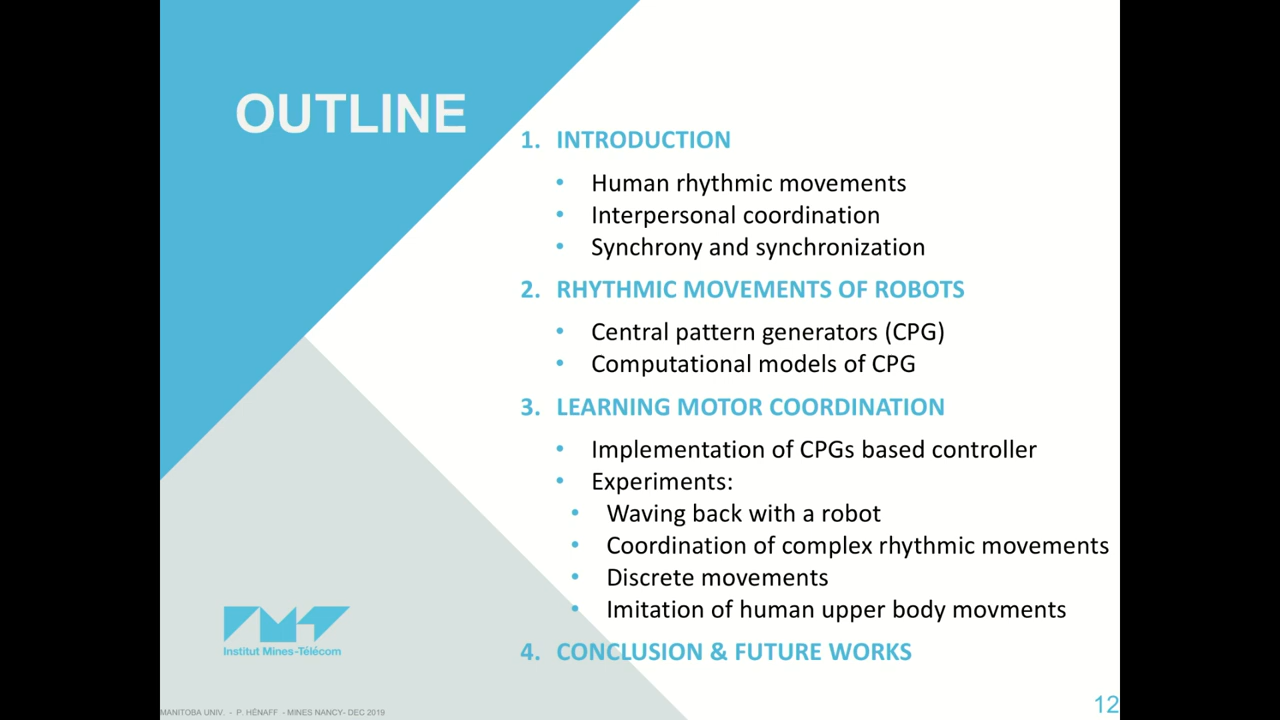 OUTLINE
1. INTRODUCTION
• Human rhythmic movements
• Interpersonal coordination
• Synchrony and synchronization
2. RHYTHMIC MOVEMENTS OF ROBOTS
• Central pattern generators (CPG)
• Computational models of CPG
3. LEARNING MOTOR COORDINATION
• Implementation of CPGs based controller
• Experiments:
• Waving back with a robot
• Coordination of complex rhythmic movements
• Discrete movements
• Imitation of human upper body movments
4. CONCLUSION & FUTURE WORKS
IMT
Institut Mines-Télécom
MANITOBA UNIV. - P. HÉNAFF - MINES NANCY- DEC 2019
12